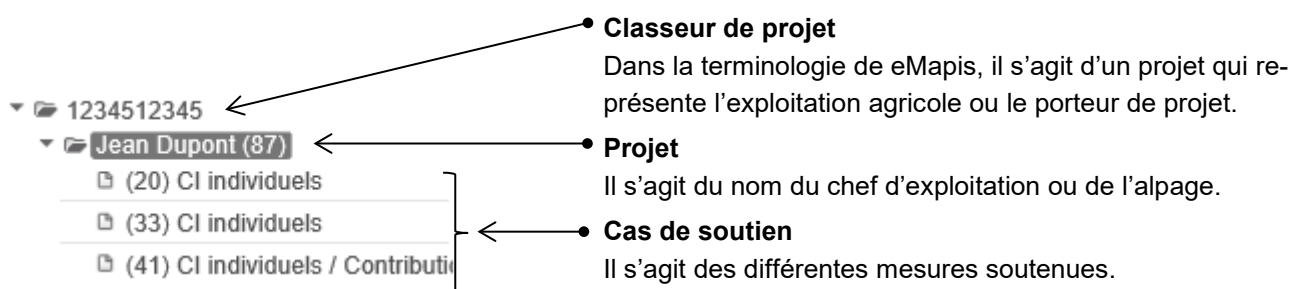 Classeur de projet
Dans la terminologie de eMapis, il s’agit d’un projet qui re-
présente l’exploitation agricole ou le porteur de projet.
1234512345
Jean Dupont (87)
Projet
Il s’agit du nom du chef d’exploitation ou de l’alpage.
(20) CI individuels
(33) CI individuels
(41) CI individuels / Contributi
Cas de soutien
Il s’agit des différentes mesures soutenues.